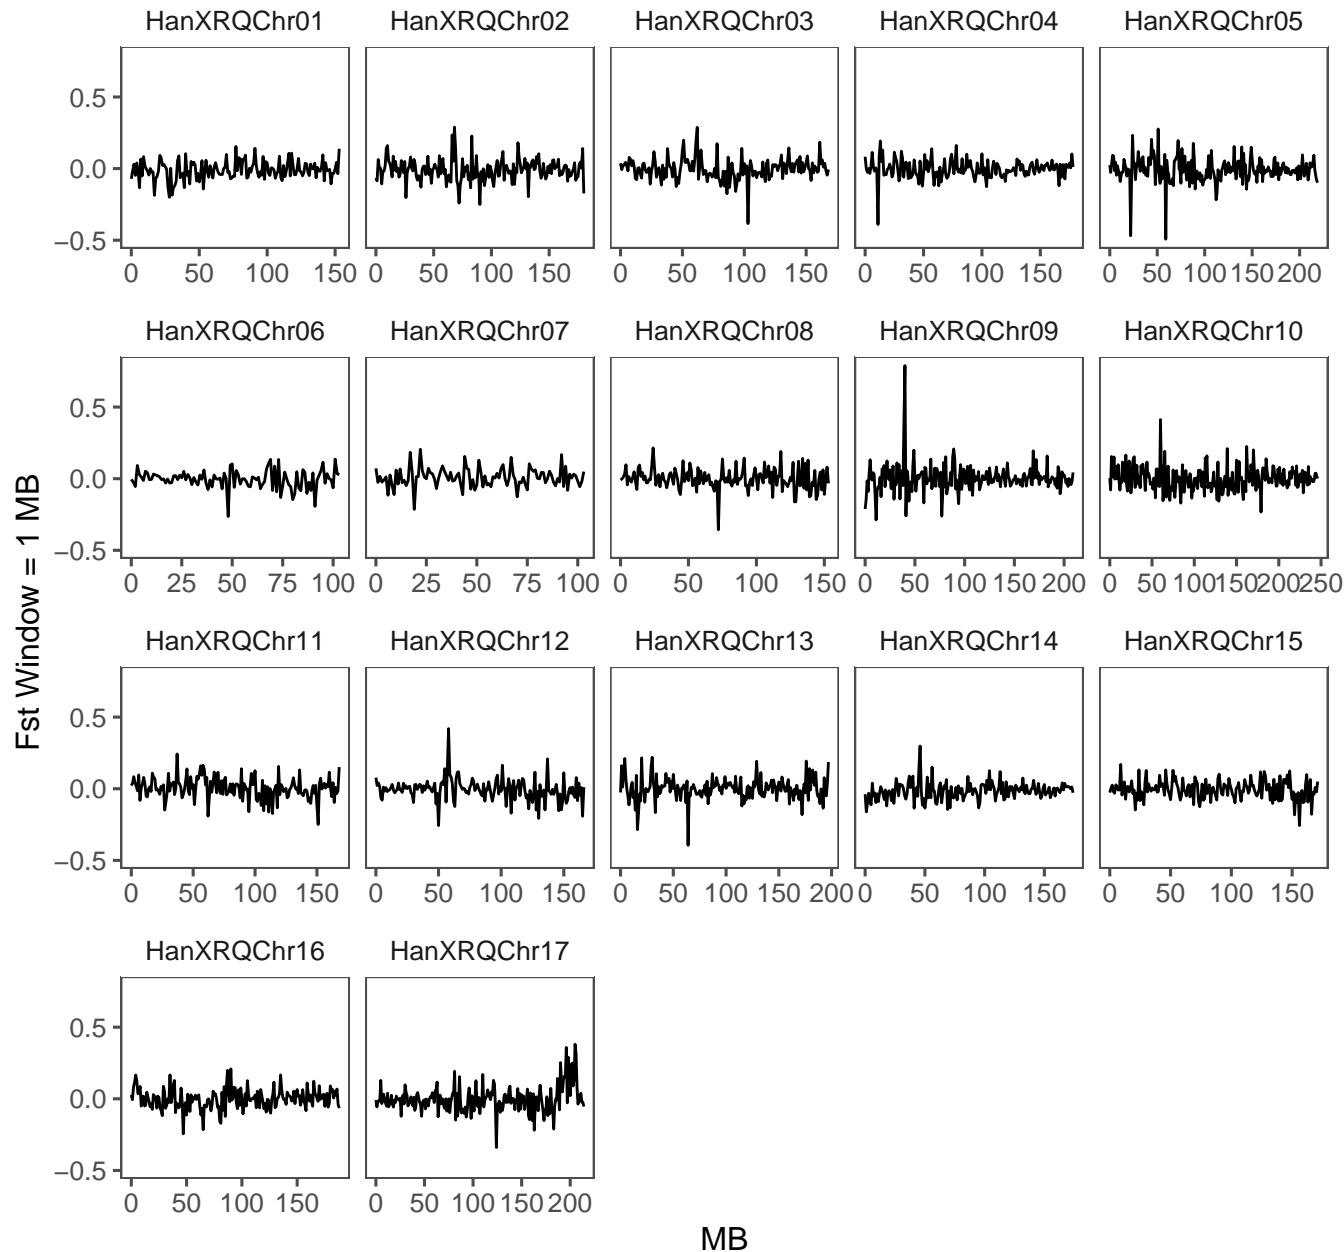 HanXRQChr01 HanXRQChr02 HanXRQChr03 HanXRQChr04 HanXRQChr05
0.5
0.0
−0.5
0 50 100 150 0 50 100 150 0 50 100 150 0 50 100 150 0 50 100 150 200
HanXRQChr06 HanXRQChr07 HanXRQChr08 HanXRQChr09 HanXRQChr10
0.5
0.0
−0.5
0 25 50 75 100 0 25 50 75 100 0 50 100 150 0 50 100 150 200 0 50 100 150 200 250
Fst Window = 1 MB
HanXRQChr11 HanXRQChr12 HanXRQChr13 HanXRQChr14 HanXRQChr15
0.5
0.0
−0.5
0 50 100 150 0 50 100 150 0 50 100 150 200 0 50 100 150 0 50 100 150
HanXRQChr16 HanXRQChr17
0.5
0.0
−0.5
0 50 100 150 0 50 100 150 200
MB